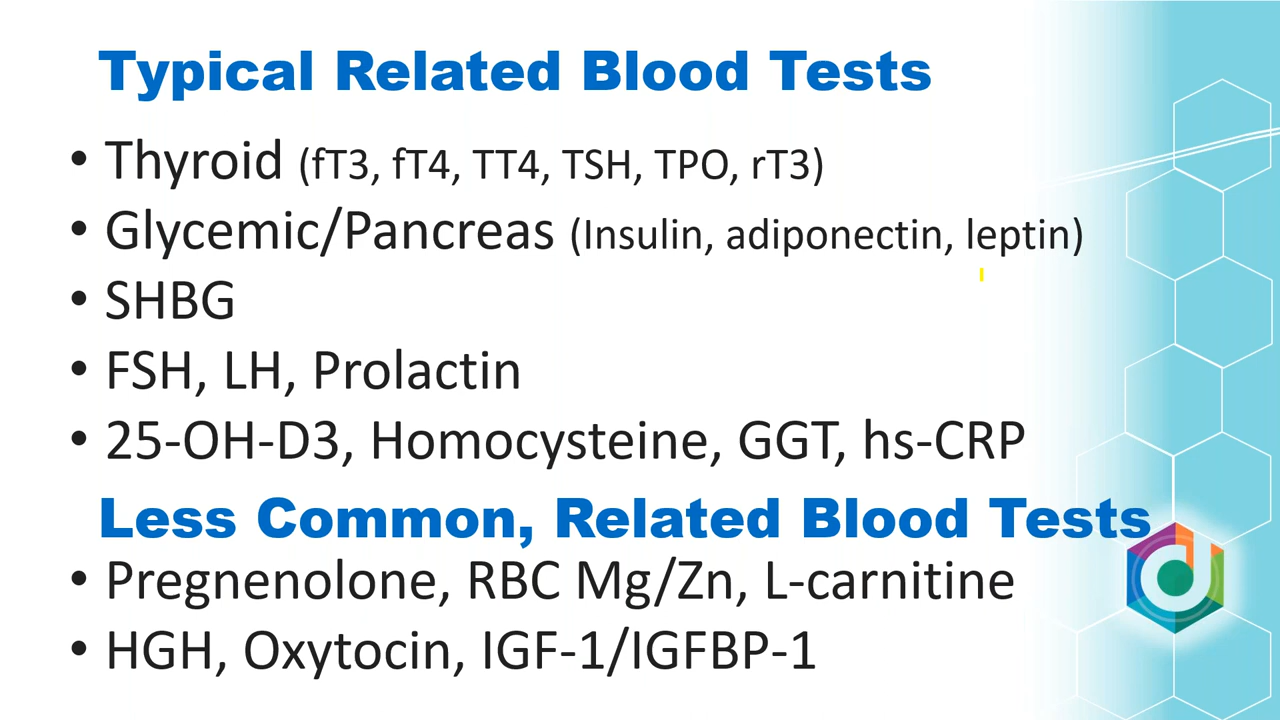 Typical Related Blood Tests
• Thyroid (fT3, fT4, TT4, TSH, TPO, rT3)
• Glycemic/Pancreas (Insulin, adiponectin, leptin)
• SHBG
• FSH, LH, Prolactin
• 25-OH-D3, Homocysteine, GGT, hs-CRP
Less Common, Related Blood Tests
• Pregnenolone, RBC Mg/Zn, L-carnitine
• HGH, Oxytocin, IGF-1/IGFBP-1